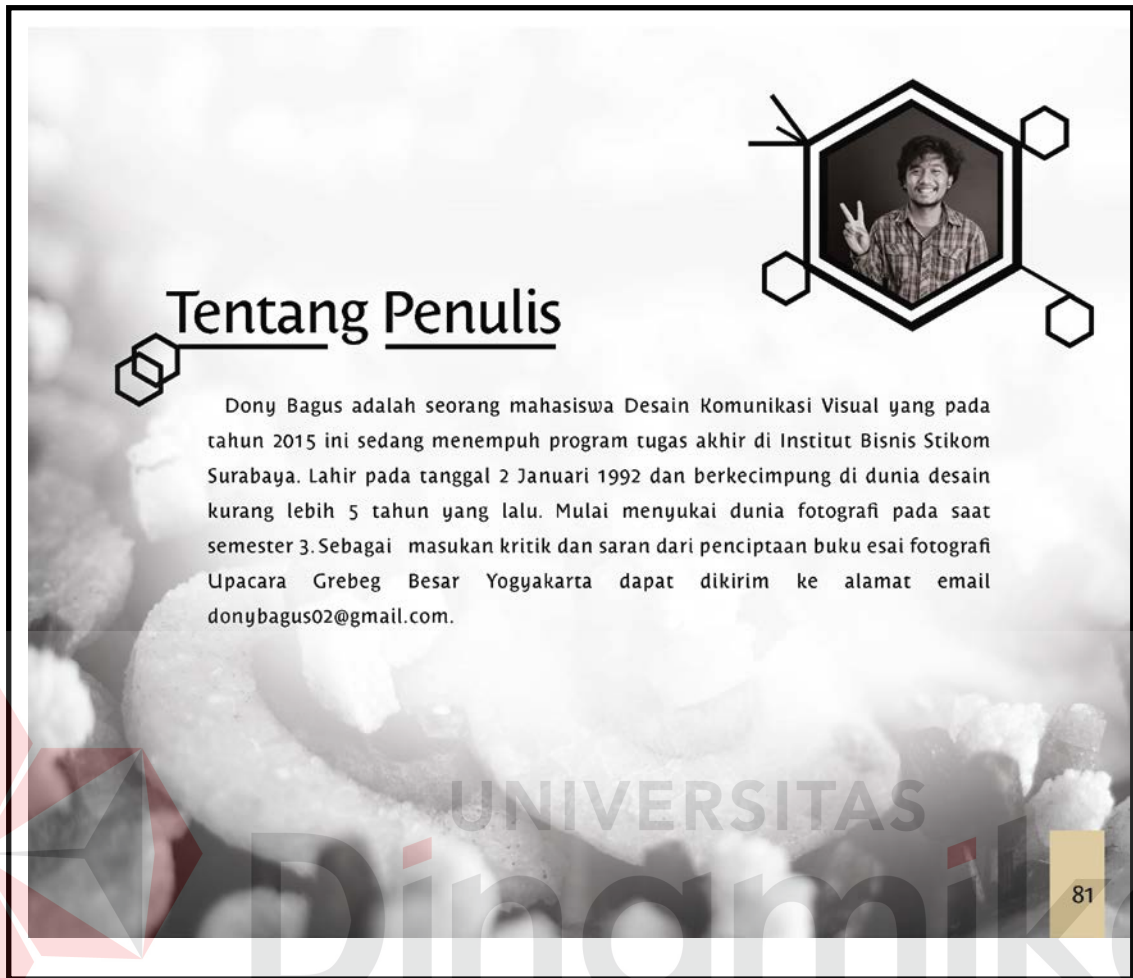 Tentang Penulis
Dony Bagus adalah seorang mahasiswa Desain Komunikasi Visual yang pada
tahun 2015 ini sedang menempuh program tugas akhir di Institut Bisnis Stikom
Surabaya. Lahir pada tanggal 2 Januari 1992 dan berkecimpung di dunia desain
kurang lebih 5 tahun yang lalu. Mulai menyukai dunia fotografi pada saat
semester 3. Sebagai masukan kritik dan saran dari penciptaan buku esai fotografi
Upacara Grebeg Besar Yogyakarta dapat dikirim ke alamat email
donybagus02@gmail.com.
UNIVERSITAS
Dinamika
81